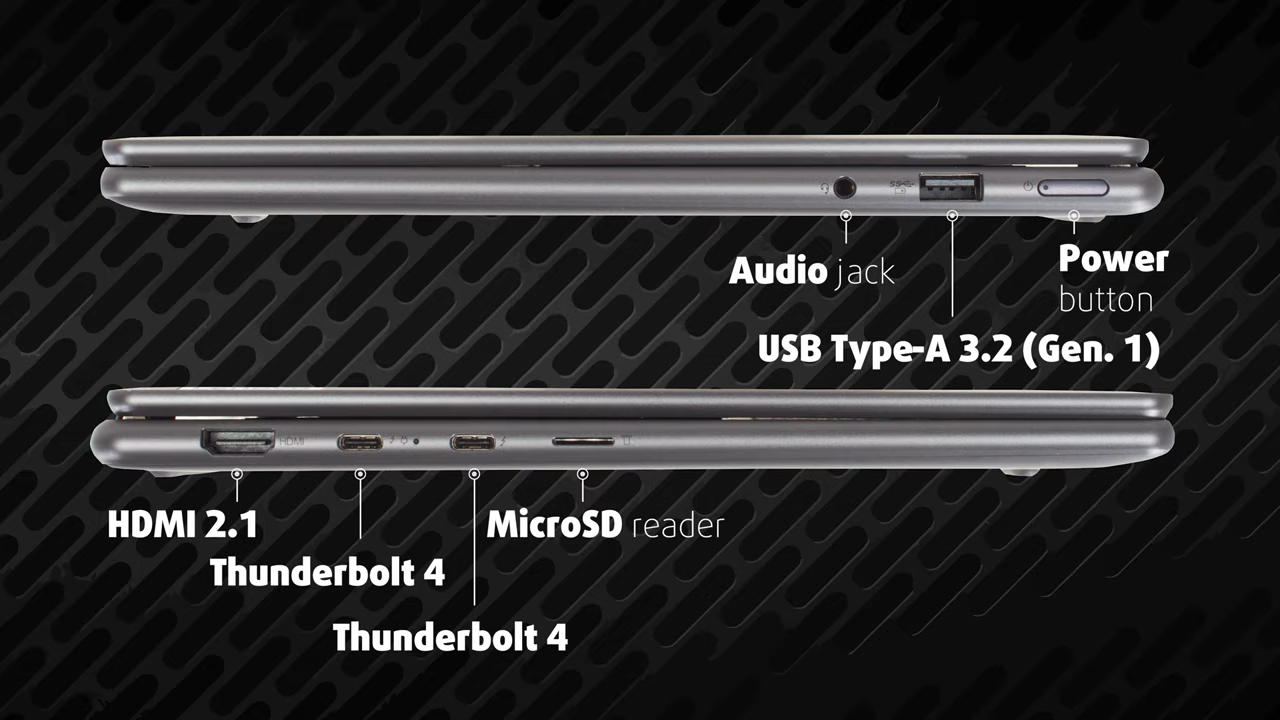 Audio jack
Power
button
USB Type-A 3.2 (Gen. 1)
HDMI
HDMI 2.1
MicroSD reader
Thunderbolt 4
Thunderbolt 4